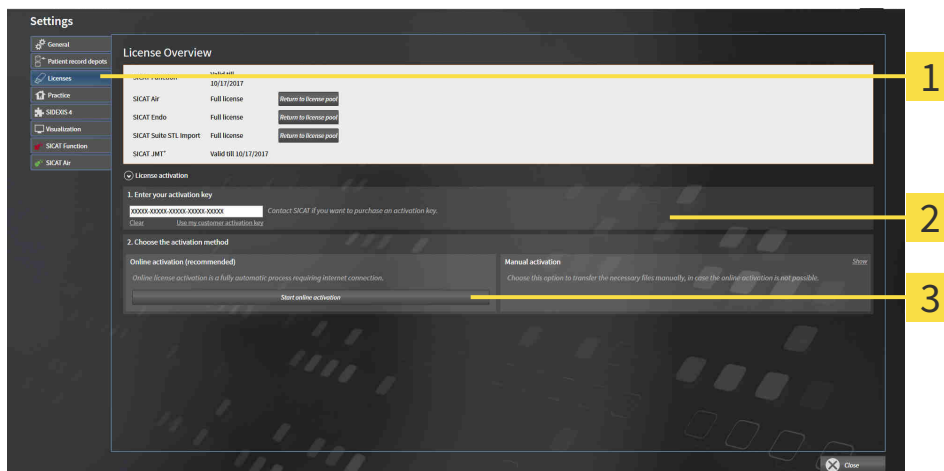 Settings
General
Patient record depots
Licenses
Practice
SIDEXIS 4
Visualization
SICAT Function
SICAT Air
License Overview
SICAT Function Valid till
10/17/2017
SICAT Air Full license Return to license pool
SICAT Endo Full license Return to license pool
SICAT Suite STL Import Full license Return to license pool
SICAT JMT+ Valid till 10/17/2017
License activation
1. Enter your activation key
XXXXX-XXXXX-XXXXX-XXXXX-XXXXX Contact SICAT if you want to purchase an activation key.
Clear Use my customer activation key
2. Choose the activation method
Online activation (recommended)
Online license activation is a fully automatic process requiring internet connection.
Start online activation
Manual activation Show
Choose this option to transfer the necessary files manually, in case the online activation is not possible.
Close
1
2
3